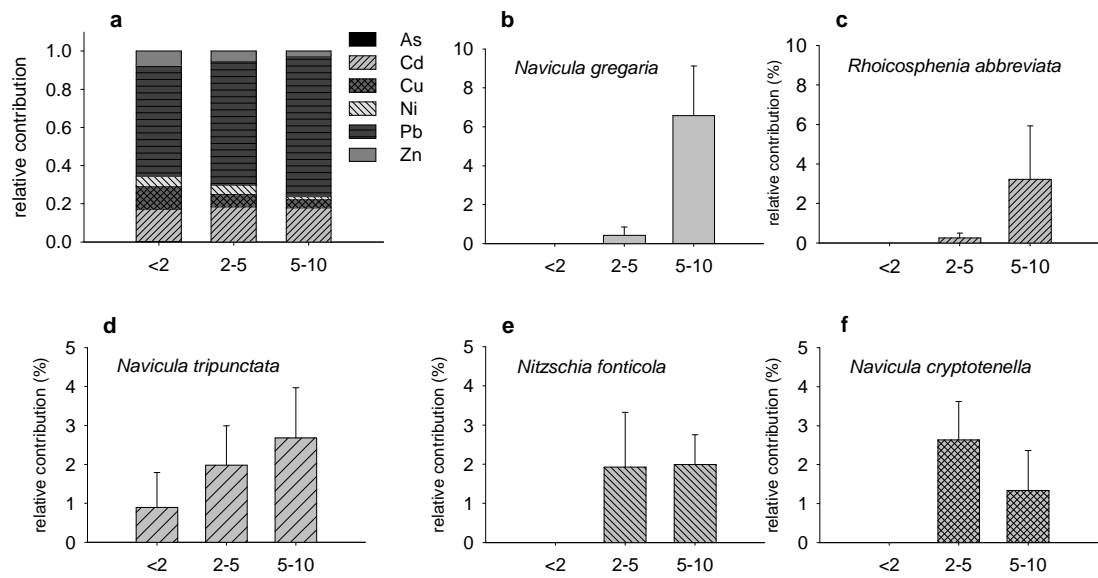 a
relative contribution
1.0
0.8
0.6
0.4
0.2
0.0
<2 2-5 5-10
As
Cd
Cu
Ni
Pb
Zn
b
Navicula gregaria
10
8
6
4
2
0
<2 2-5 5-10
c
Rhoicosphenia abbreviata
relative contribution (%)
10
8
6
4
2
0
<2 2-5 5-10
d
Navicula tripunctata
relative contribution (%)
5
4
3
2
1
0
<2 2-5 5-10
e
Nitzschia fonticola
5
4
3
2
1
0
<2 2-5 5-10
f
Navicula cryptotenella
relative contribution (%)
5
4
3
2
1
0
<2 2-5 5-10